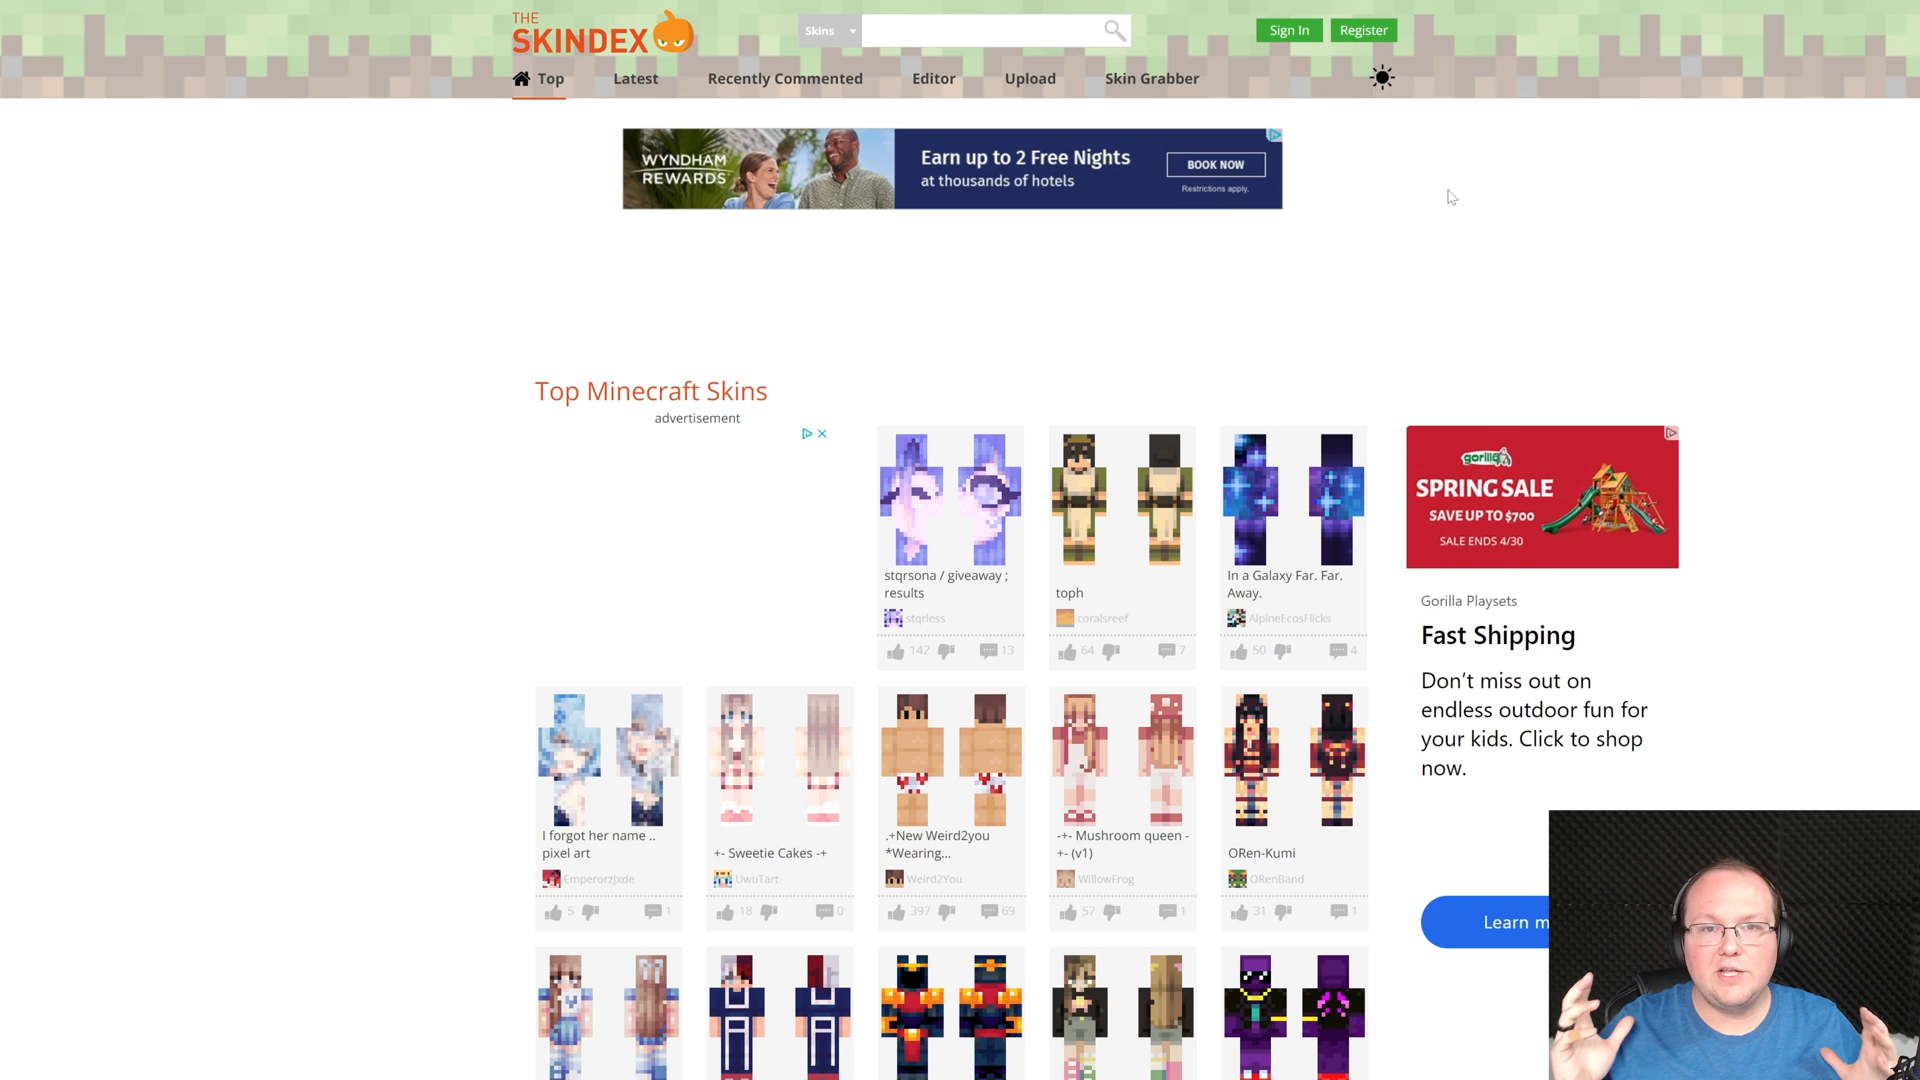 THE
SKINDEX
Skins
Sign In
Register
Top
Latest
Recently Commented
Editor
Upload
Skin Grabber
WYNDHAM
REWARDS
Earn up to 2 Free Nights
at thousands of hotels
BOOK NOW
Restrictions apply.
Top Minecraft Skins
advertisement
stqrsona / giveaway ;
results
stqrless
142
13
toph
coralsreef
64
7
In a Galaxy Far. Far.
Away.
AlpineEcosFlicks
50
4
gorilla
SPRING SALE
SAVE UP TO $700
SALE ENDS 4/30
Gorilla Playsets
Fast Shipping
Don't miss out on
endless outdoor fun for
your kids. Click to shop
now.
Learn m
I forgot her name ..
pixel art
EmperorzJxde
5
1
+- Sweetie Cakes -+
UwuTart
18
0
.+New Weird2you
*Wearing...
Weird2You
397
69
-+- Mushroom queen -
+- (v1)
WillowFrog
57
1
ORen-Kumi
ORenBand
31
1